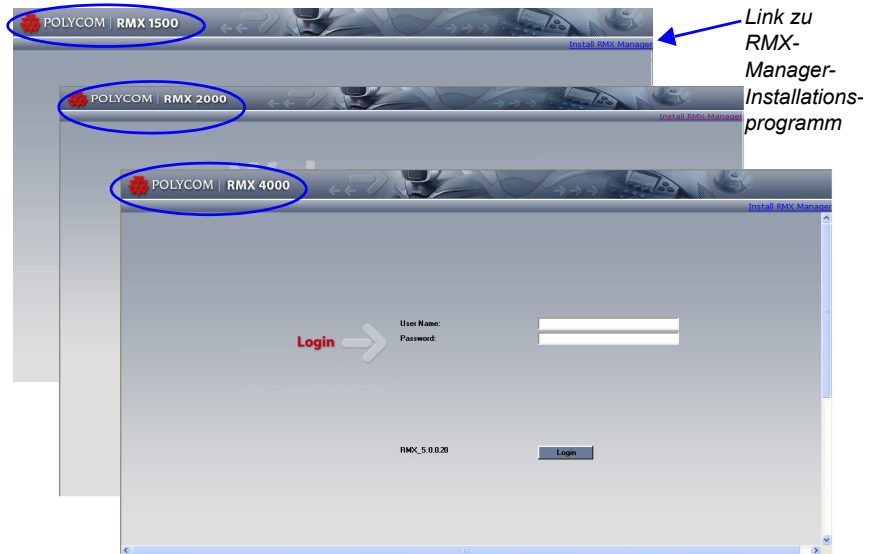 POLYCOM | RMX 1500
Install RMX Manager
Link zu
RMX-
Manager-
Installations-
programm
POLYCOM | RMX 2000
Install RMX Manager
POLYCOM | RMX 4000
Install RMX Manager
User Name:
Login
Password:
RMX_5.0.0.20
Login